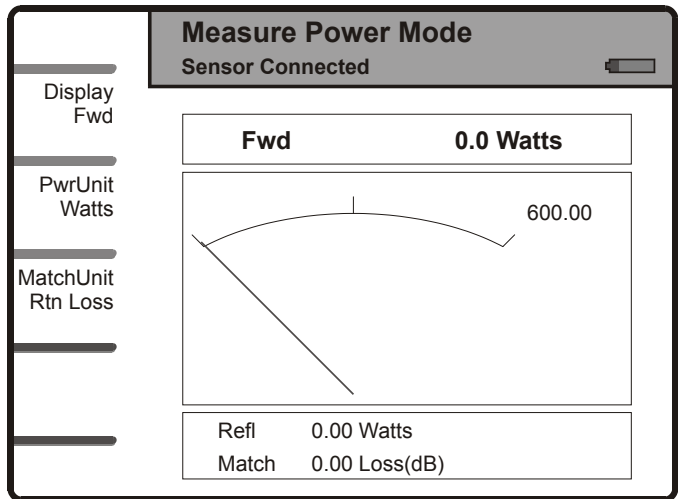 Measure Power Mode
Sensor Connected
Display
Fwd
PwrUnit
Watts
MatchUnit
Rtn Loss
Fwd 0.0 Watts
600.00
Refl 0.00 Watts
Match 0.00 Loss(dB)